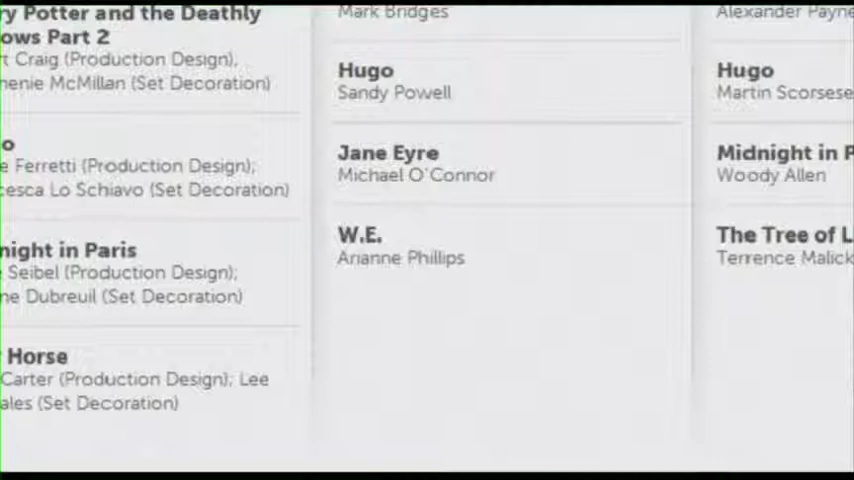 ry Potter and the Deathly
ows Part 2
t Craig (Production Design),
henie McMillan (Set Decoration)
o
e Ferretti (Production Design);
cesca Lo Schiavo (Set Decoration)
night in Paris
e Seibel (Production Design);
ne Dubreuil (Set Decoration)
Horse
Carter (Production Design); Lee
ales (Set Decoration)
Mark Bridges
Hugo
Sandy Powell
Jane Eyre
Michael O'Connor
W.E.
Arianne Phillips
Alexander Payne
Hugo
Martin Scorsese
Midnight in P
Woody Allen
The Tree of L
Terrence Malick